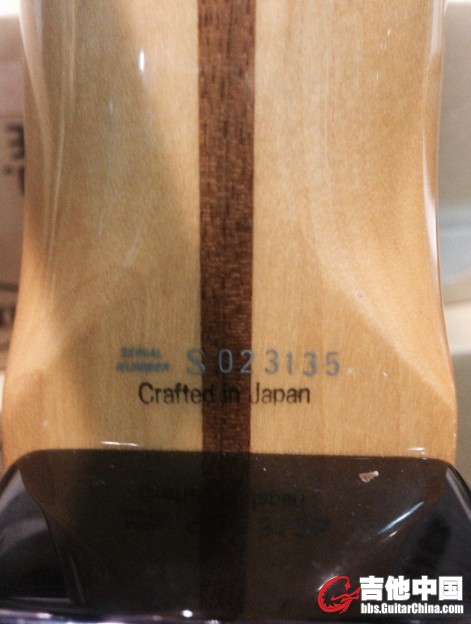 SERIAL
NUMBER S 023135
Crafted in Japan
吉他中国
bbs.GuitarChina.com